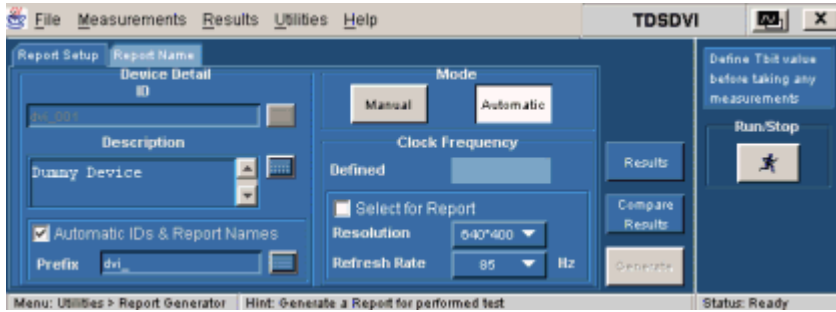 File Measurements Results Utilities Help TDSDVI X
Report Setup Report Name
Device Detail
ID
dvi_001
Description
Dummy Device
Automatic IDs & Report Names
Prefix dvi_
Mode
Manual Automatic
Clock Frequency
Defined
Select for Report
Resolution 640*400
Refresh Rate 85 Hz
Results
Compare
Results
Generate
Define Tbit value
before taking any
measurements
Run/Stop
Menu: Utilities > Report Generator Hint: Generate a Report for performed test Status: Ready